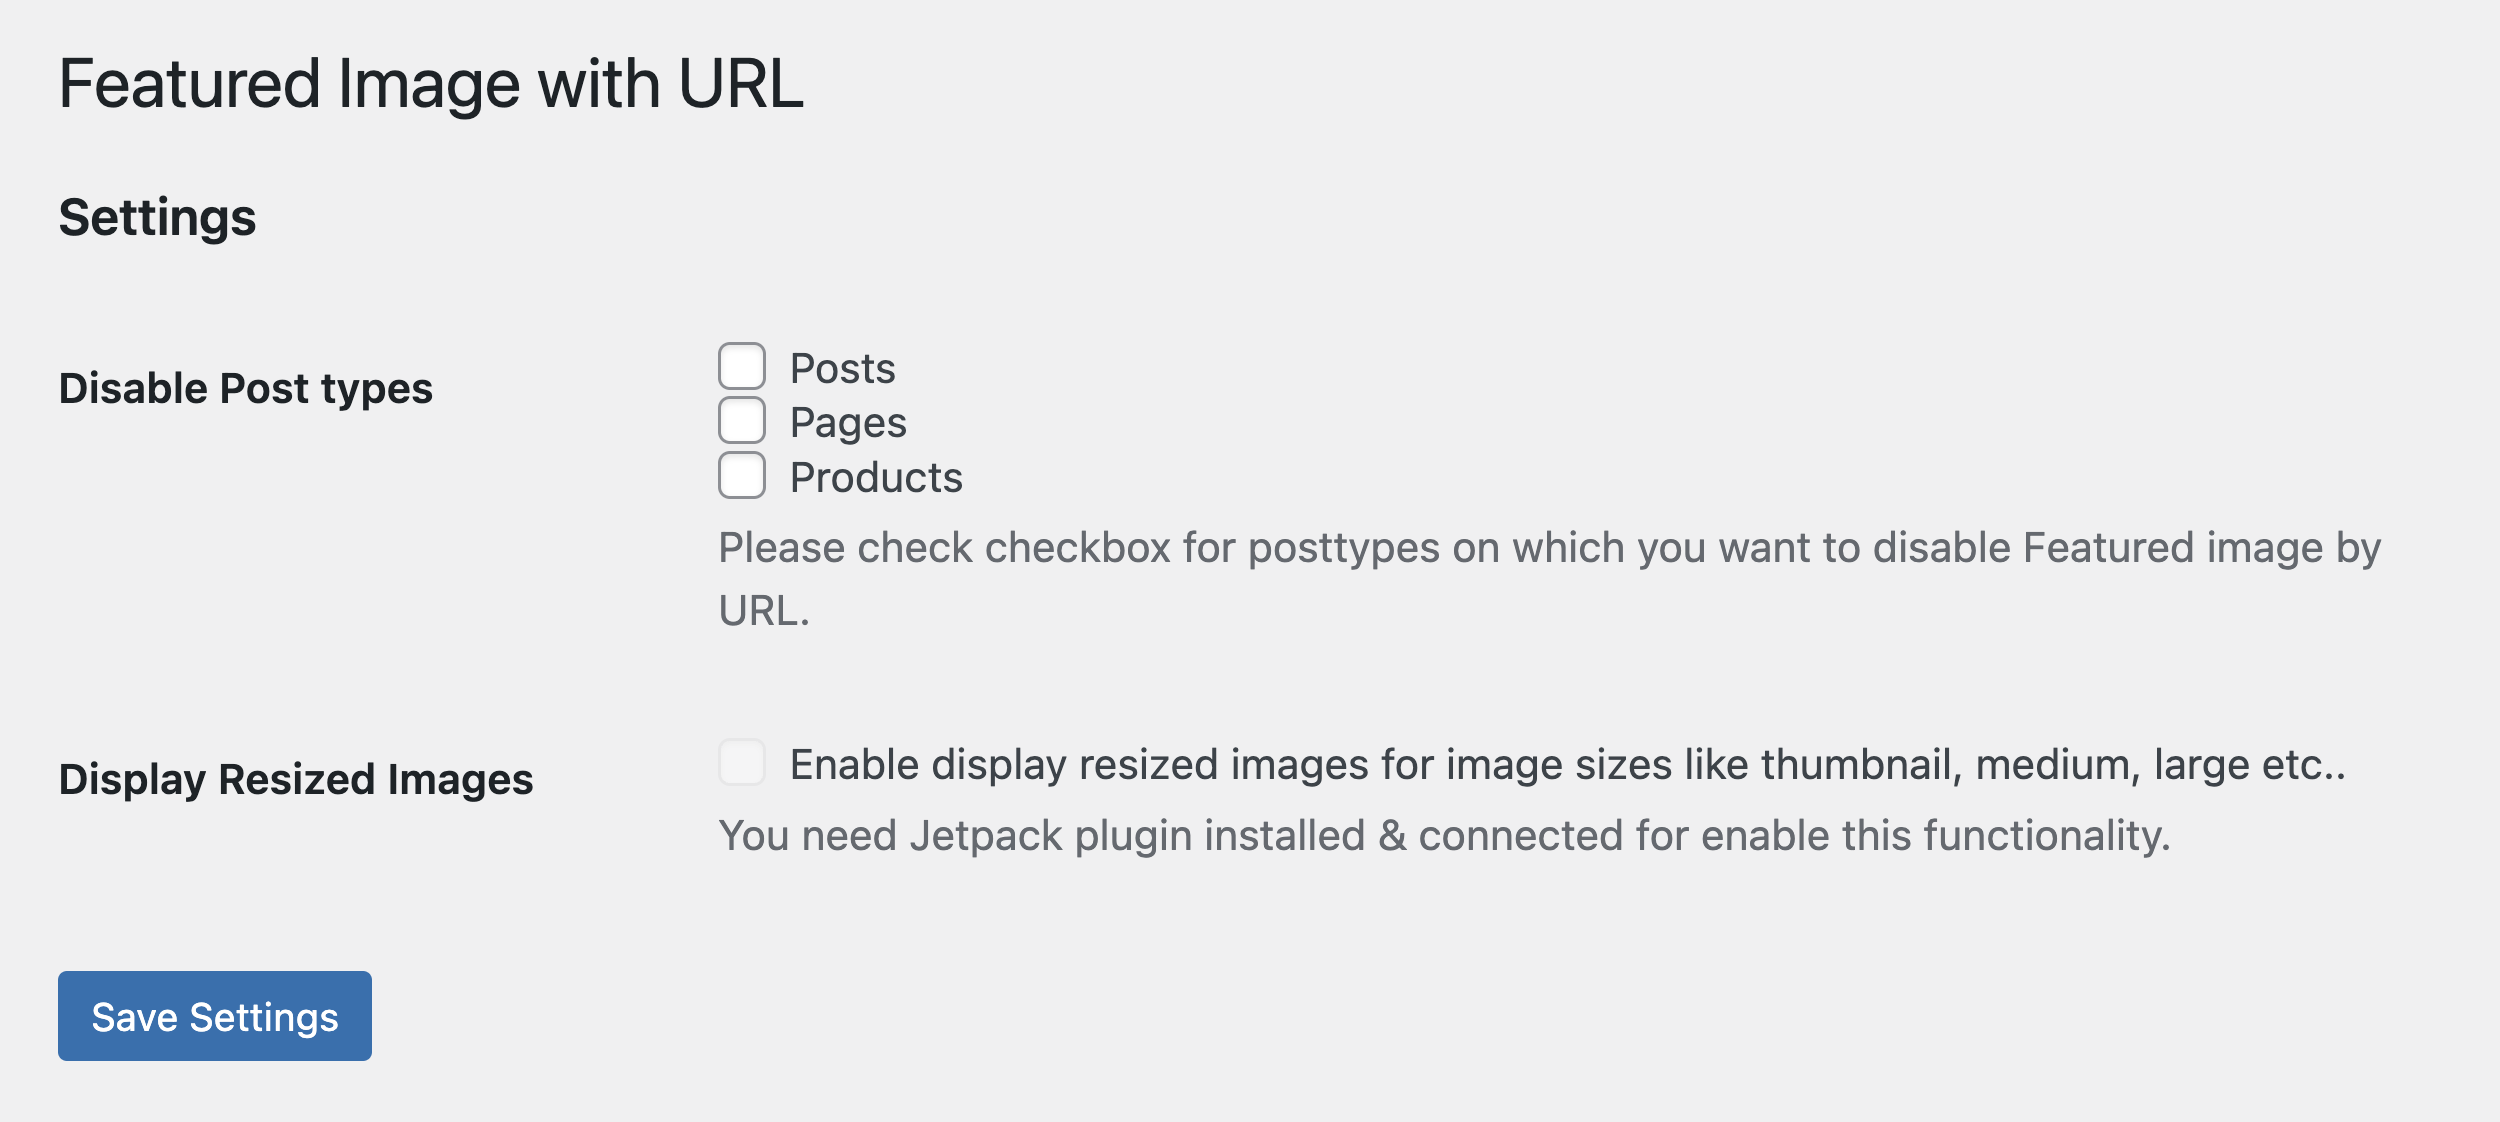 Featured Image with URL
Settings
Disable Post types
Posts
Pages
Products
Please check checkbox for posttypes on which you want to disable Featured image by
URL.
Display Resized Images
Enable display resized images for image sizes like thumbnail, medium, large etc..
You need Jetpack plugin installed & connected for enable this functionality.
Save Settings